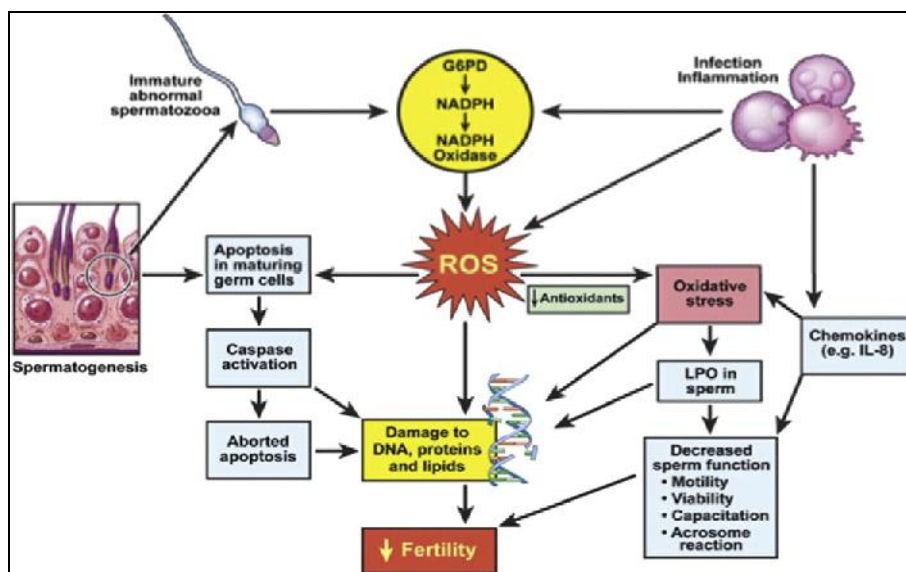 Immature
abnormal
spermatozooa
G6PD
NADPH
NADPH
Oxidase
Infection
Inflammation
Spermatogenesis
Apoptosis
in maturing
germ cells
ROS
↓ Antioxidants
Oxidative
stress
Chemokines
(e.g. IL-8)
Caspase
activation
LPO in
sperm
Aborted
apoptosis
Damage to
DNA, proteins
and lipids
Decreased
sperm function
• Motility
• Viability
• Capacitation
• Acrosome
reaction
↓ Fertility